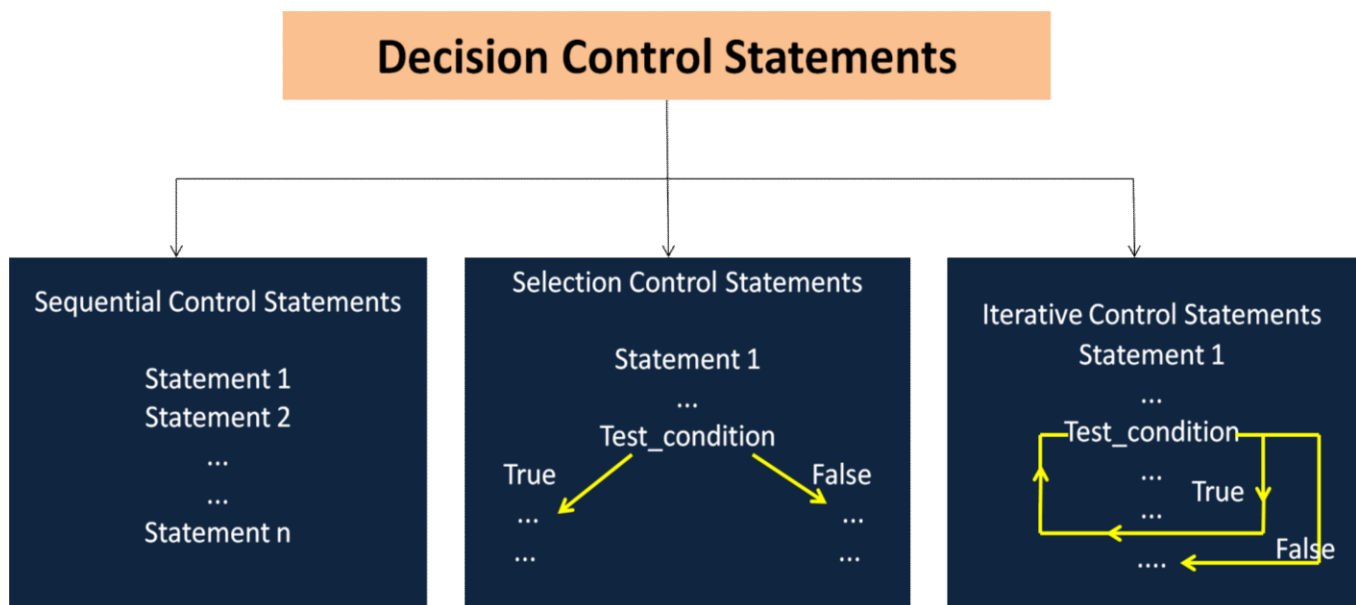 Decision Control Statements
Sequential Control Statements
Statement 1
Statement 2
...
...
Statement n
Selection Control Statements
Statement 1
...
Test_condition
True
False
... ...
... ...
Iterative Control Statements
Statement 1
...
Test_condition
...
True
...
False
....